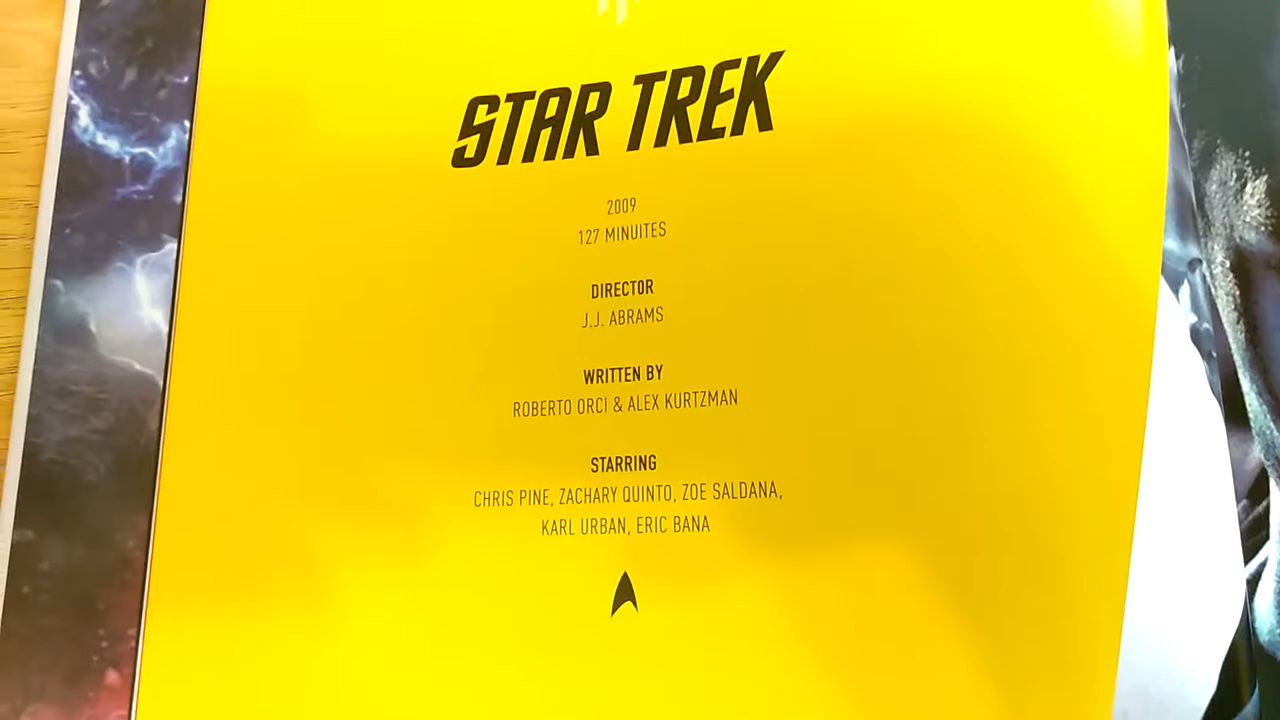 STAR TREK
2009
127 MINUITES
DIRECTOR
J.J. ABRAMS
WRITTEN BY
ROBERTO ORCI & ALEX KURTZMAN
STARRING
CHRIS PINE, ZACHARY QUINTO, ZOE SALDANA,
KARL URBAN, ERIC BANA